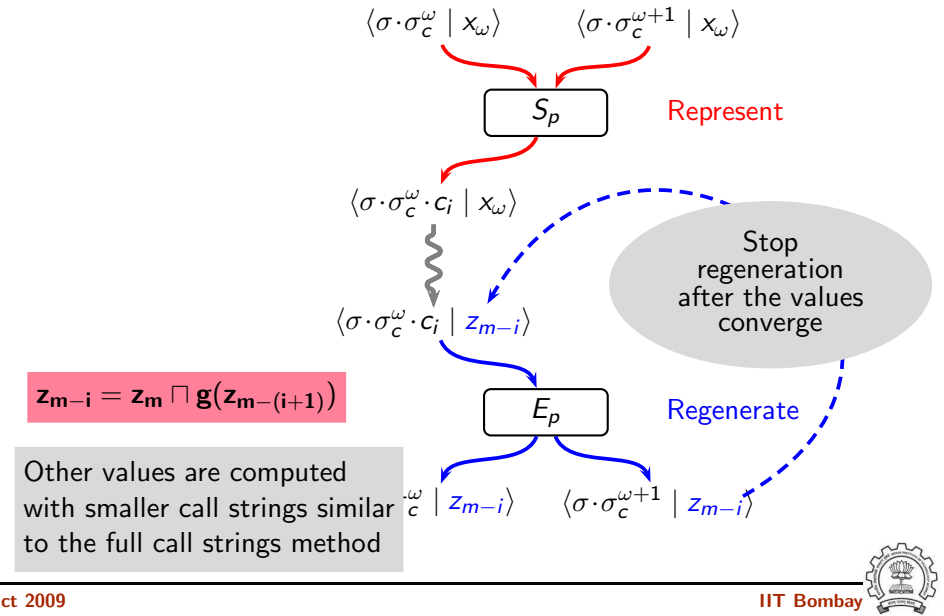 ⟨σ·σ_c^ω | x_ω⟩ ⟨σ·σ_c^{ω+1} | x_ω⟩
S_p Represent
⟨σ·σ_c^ω·c_i | x_ω⟩
Stop
regeneration
after the values
converge
⟨σ·σ_c^ω·c_i | z_{m−i}⟩
z_{m−i} = z_m ⊓ g(z_{m−(i+1)})
E_p Regenerate
Other values are computed
with smaller call strings similar
to the full call strings method
_c^ω | z_{m−i}⟩ ⟨σ·σ_c^{ω+1} | z_{m−i}⟩
ct 2009 IIT Bombay